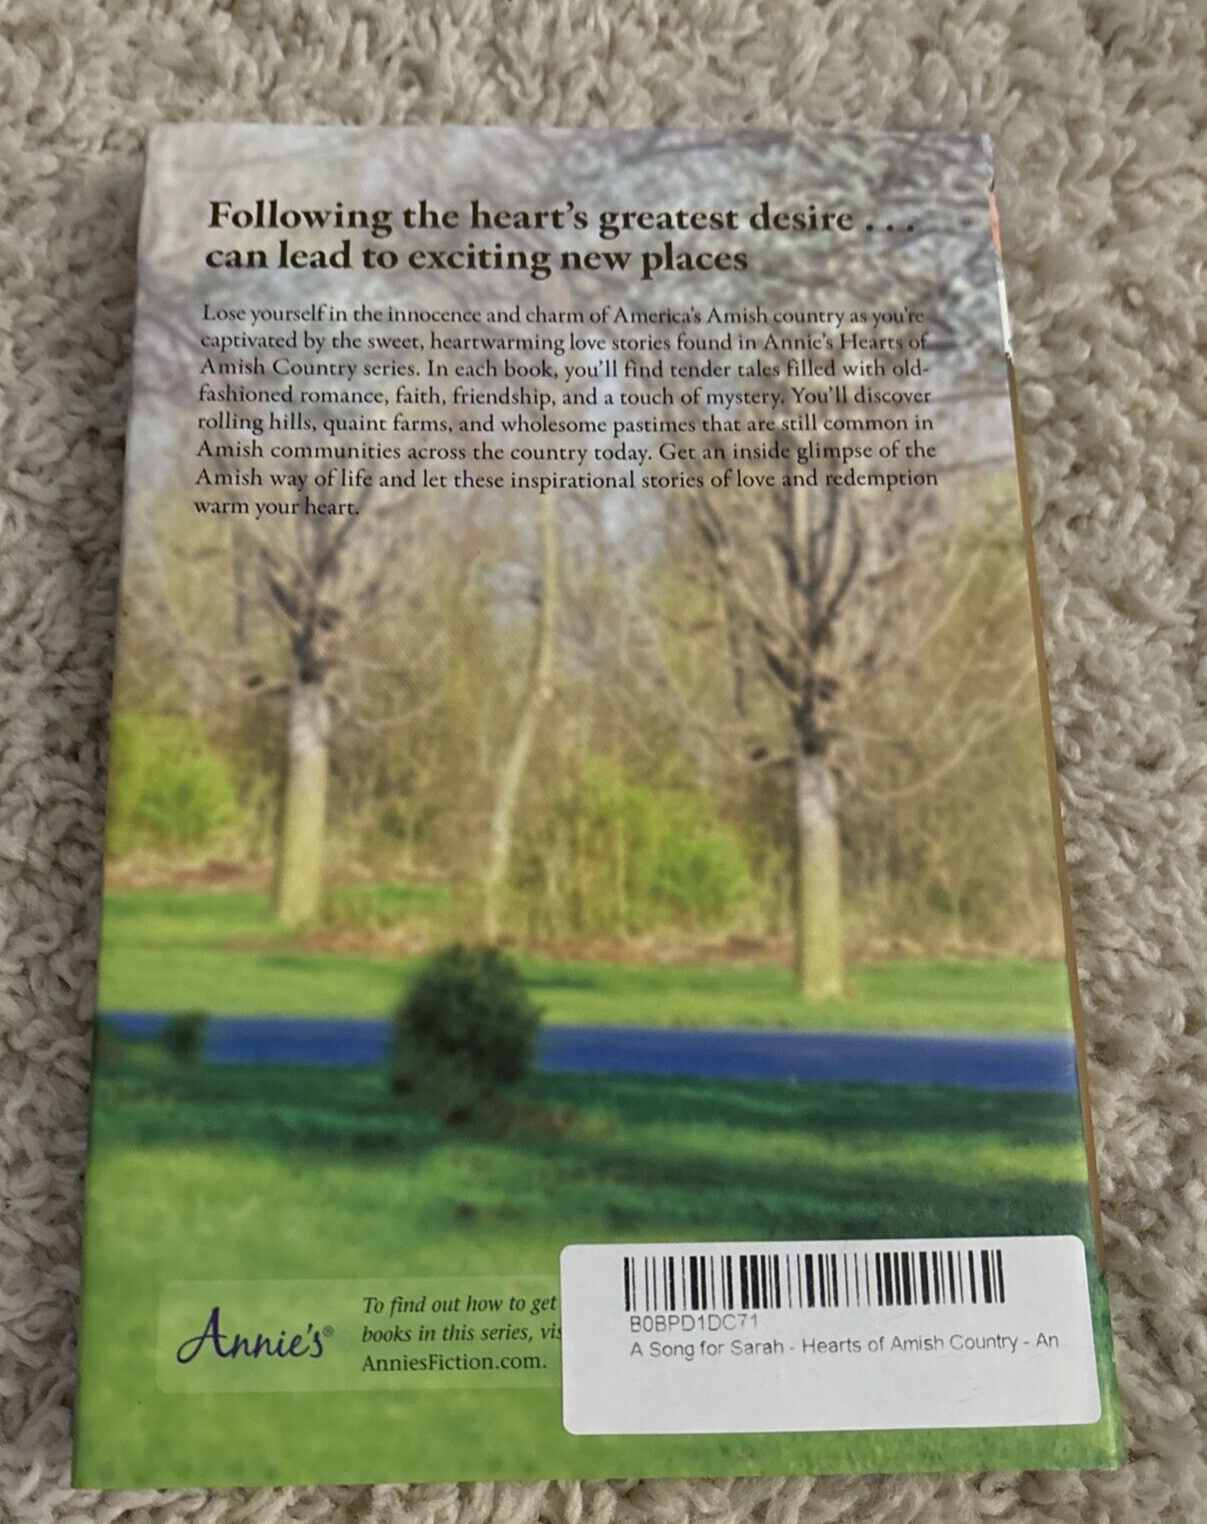 Following the heart's greatest desire . . .
can lead to exciting new places
Lose yourself in the innocence and charm of America's Amish country as you're
captivated by the sweet, heartwarming love stories found in Annie's Hearts of
Amish Country series. In each book, you'll find tender tales filled with old-
fashioned romance, faith, friendship, and a touch of mystery. You'll discover
rolling hills, quaint farms, and wholesome pastimes that are still common in
Amish communities across the country today. Get an inside glimpse of the
Amish way of life and let these inspirational stories of love and redemption
warm your heart.
Annie's®
To find out how to get
books in this series, vis
AnniesFiction.com.
B0BPD1DC71
A Song for Sarah - Hearts of Amish Country - An